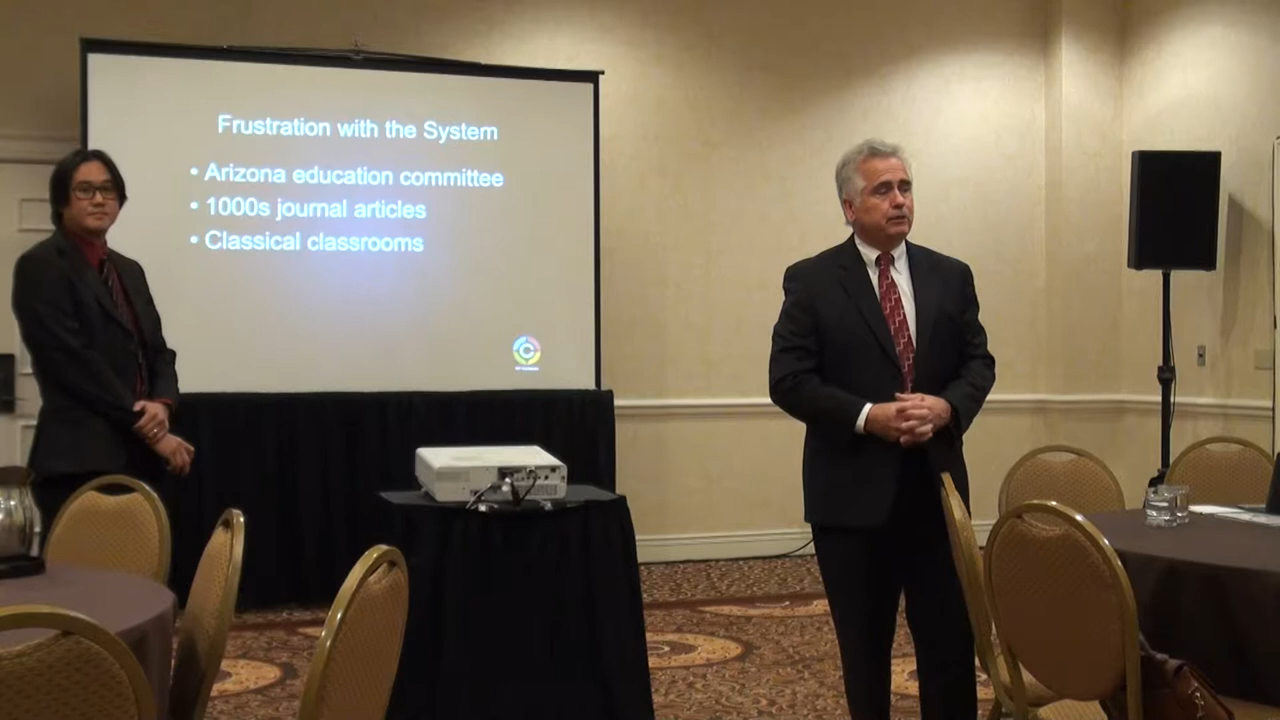 Frustration with the System
• Arizona education committee
• 1000s journal articles
• Classical classrooms